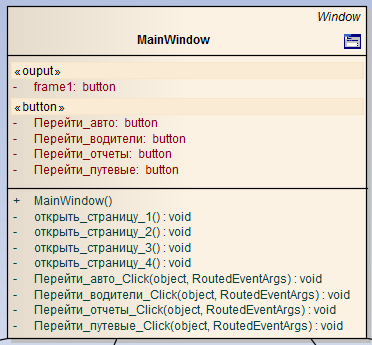 Window
MainWindow
«ouput»
- frame1: button
«button»
- Перейти_авто: button
- Перейти_водители: button
- Перейти_отчеты: button
- Перейти_путевые: button
+ MainWindow()
- открыть_страницу_1() : void
- открыть_страницу_2() : void
- открыть_страницу_3() : void
- открыть_страницу_4() : void
- Перейти_авто_Click(object, RoutedEventArgs) : void
- Перейти_водители_Click(object, RoutedEventArgs) : void
- Перейти_отчеты_Click(object, RoutedEventArgs) : void
- Перейти_путевые_Click(object, RoutedEventArgs) : void